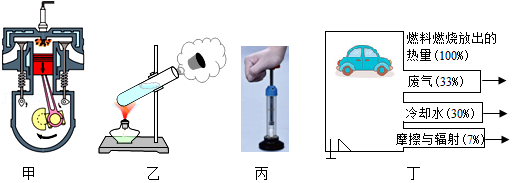 燃料燃烧放出的
热量(100%)
废气(33%)
冷却水(30%)
摩擦与辐射(7%)
甲
乙
丙
丁